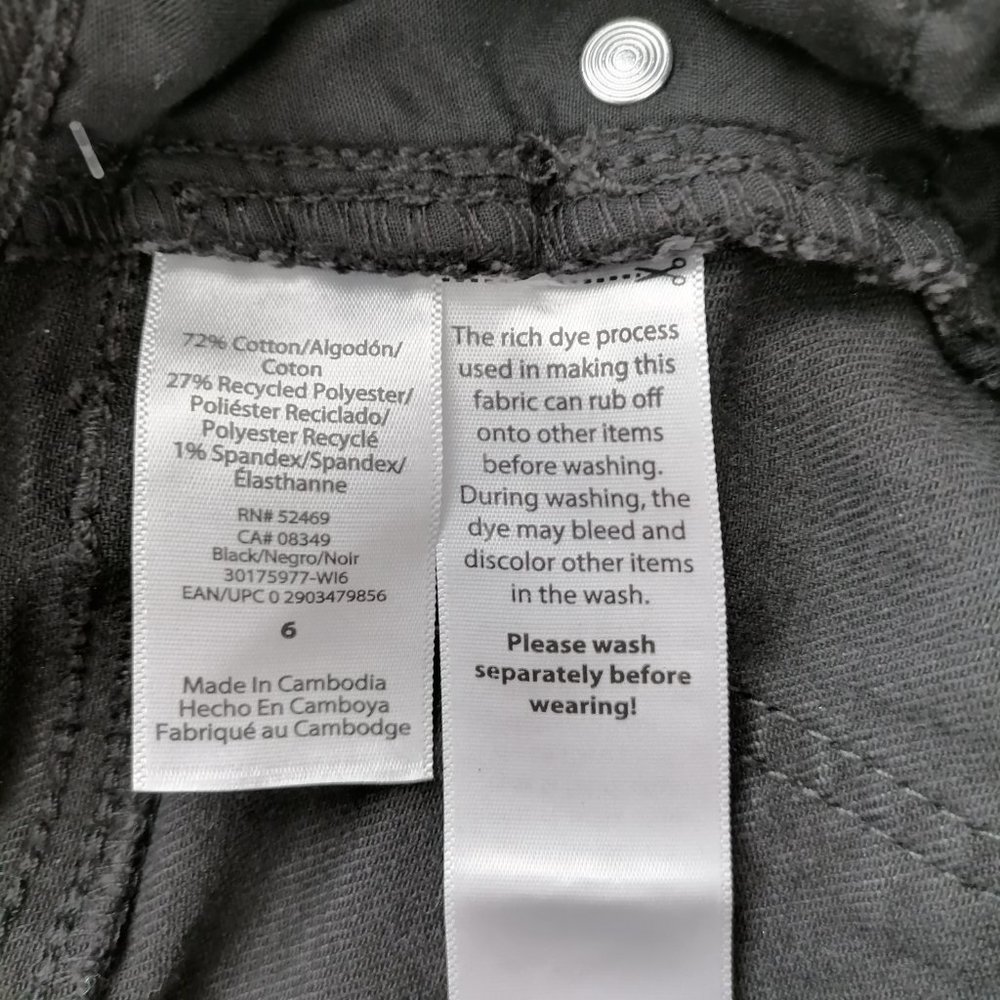 72% Cotton/Algodón/
Coton
27% Recycled Polyester/
Poliéster Reciclado/
Polyester Recyclé
1% Spandex/Spandex/
Élasthanne
RN# 52469
CA# 08349
Black/Negro/Noir
30175977-WI6
EAN/UPC 0 2903479856
6
Made In Cambodia
Hecho En Camboya
Fabriqué au Cambodge
The rich dye process
used in making this
fabric can rub off
onto other items
before washing.
During washing, the
dye may bleed and
discolor other items
in the wash.
Please wash
separately before
wearing!